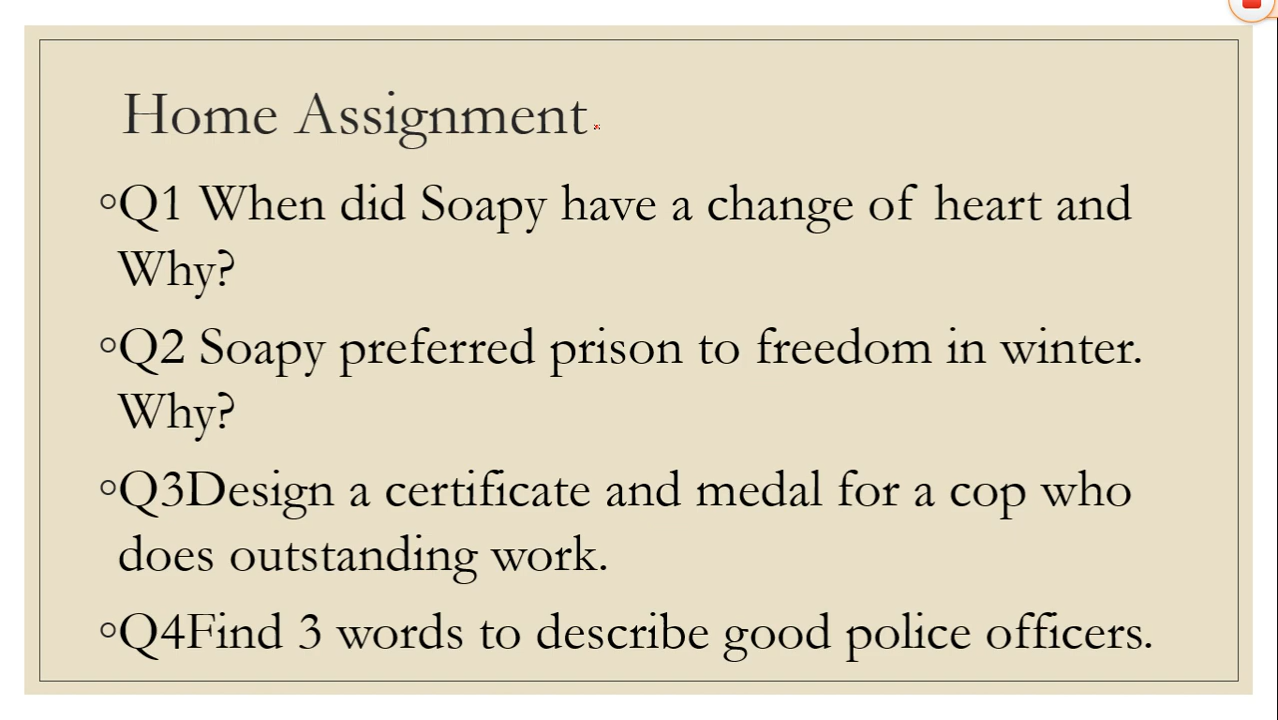 Home Assignment.
◦Q1 When did Soapy have a change of heart and
Why?
◦Q2 Soapy preferred prison to freedom in winter.
Why?
◦Q3Design a certificate and medal for a cop who
does outstanding work.
◦Q4Find 3 words to describe good police officers.